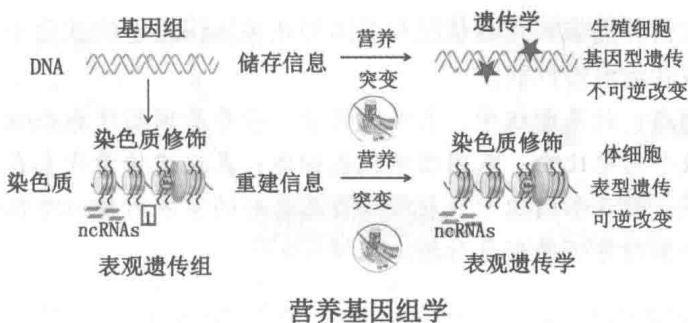 基因组
DNA
储存信息
营养
突变
遗传学
生殖细胞
基因型遗传
不可逆改变
染色质修饰
染色质
ncRNAs
1
表观遗传组
重建信息
营养
突变
染色质修饰
ncRNAs
表观遗传学
体细胞
表型遗传
可逆改变
营养基因组学